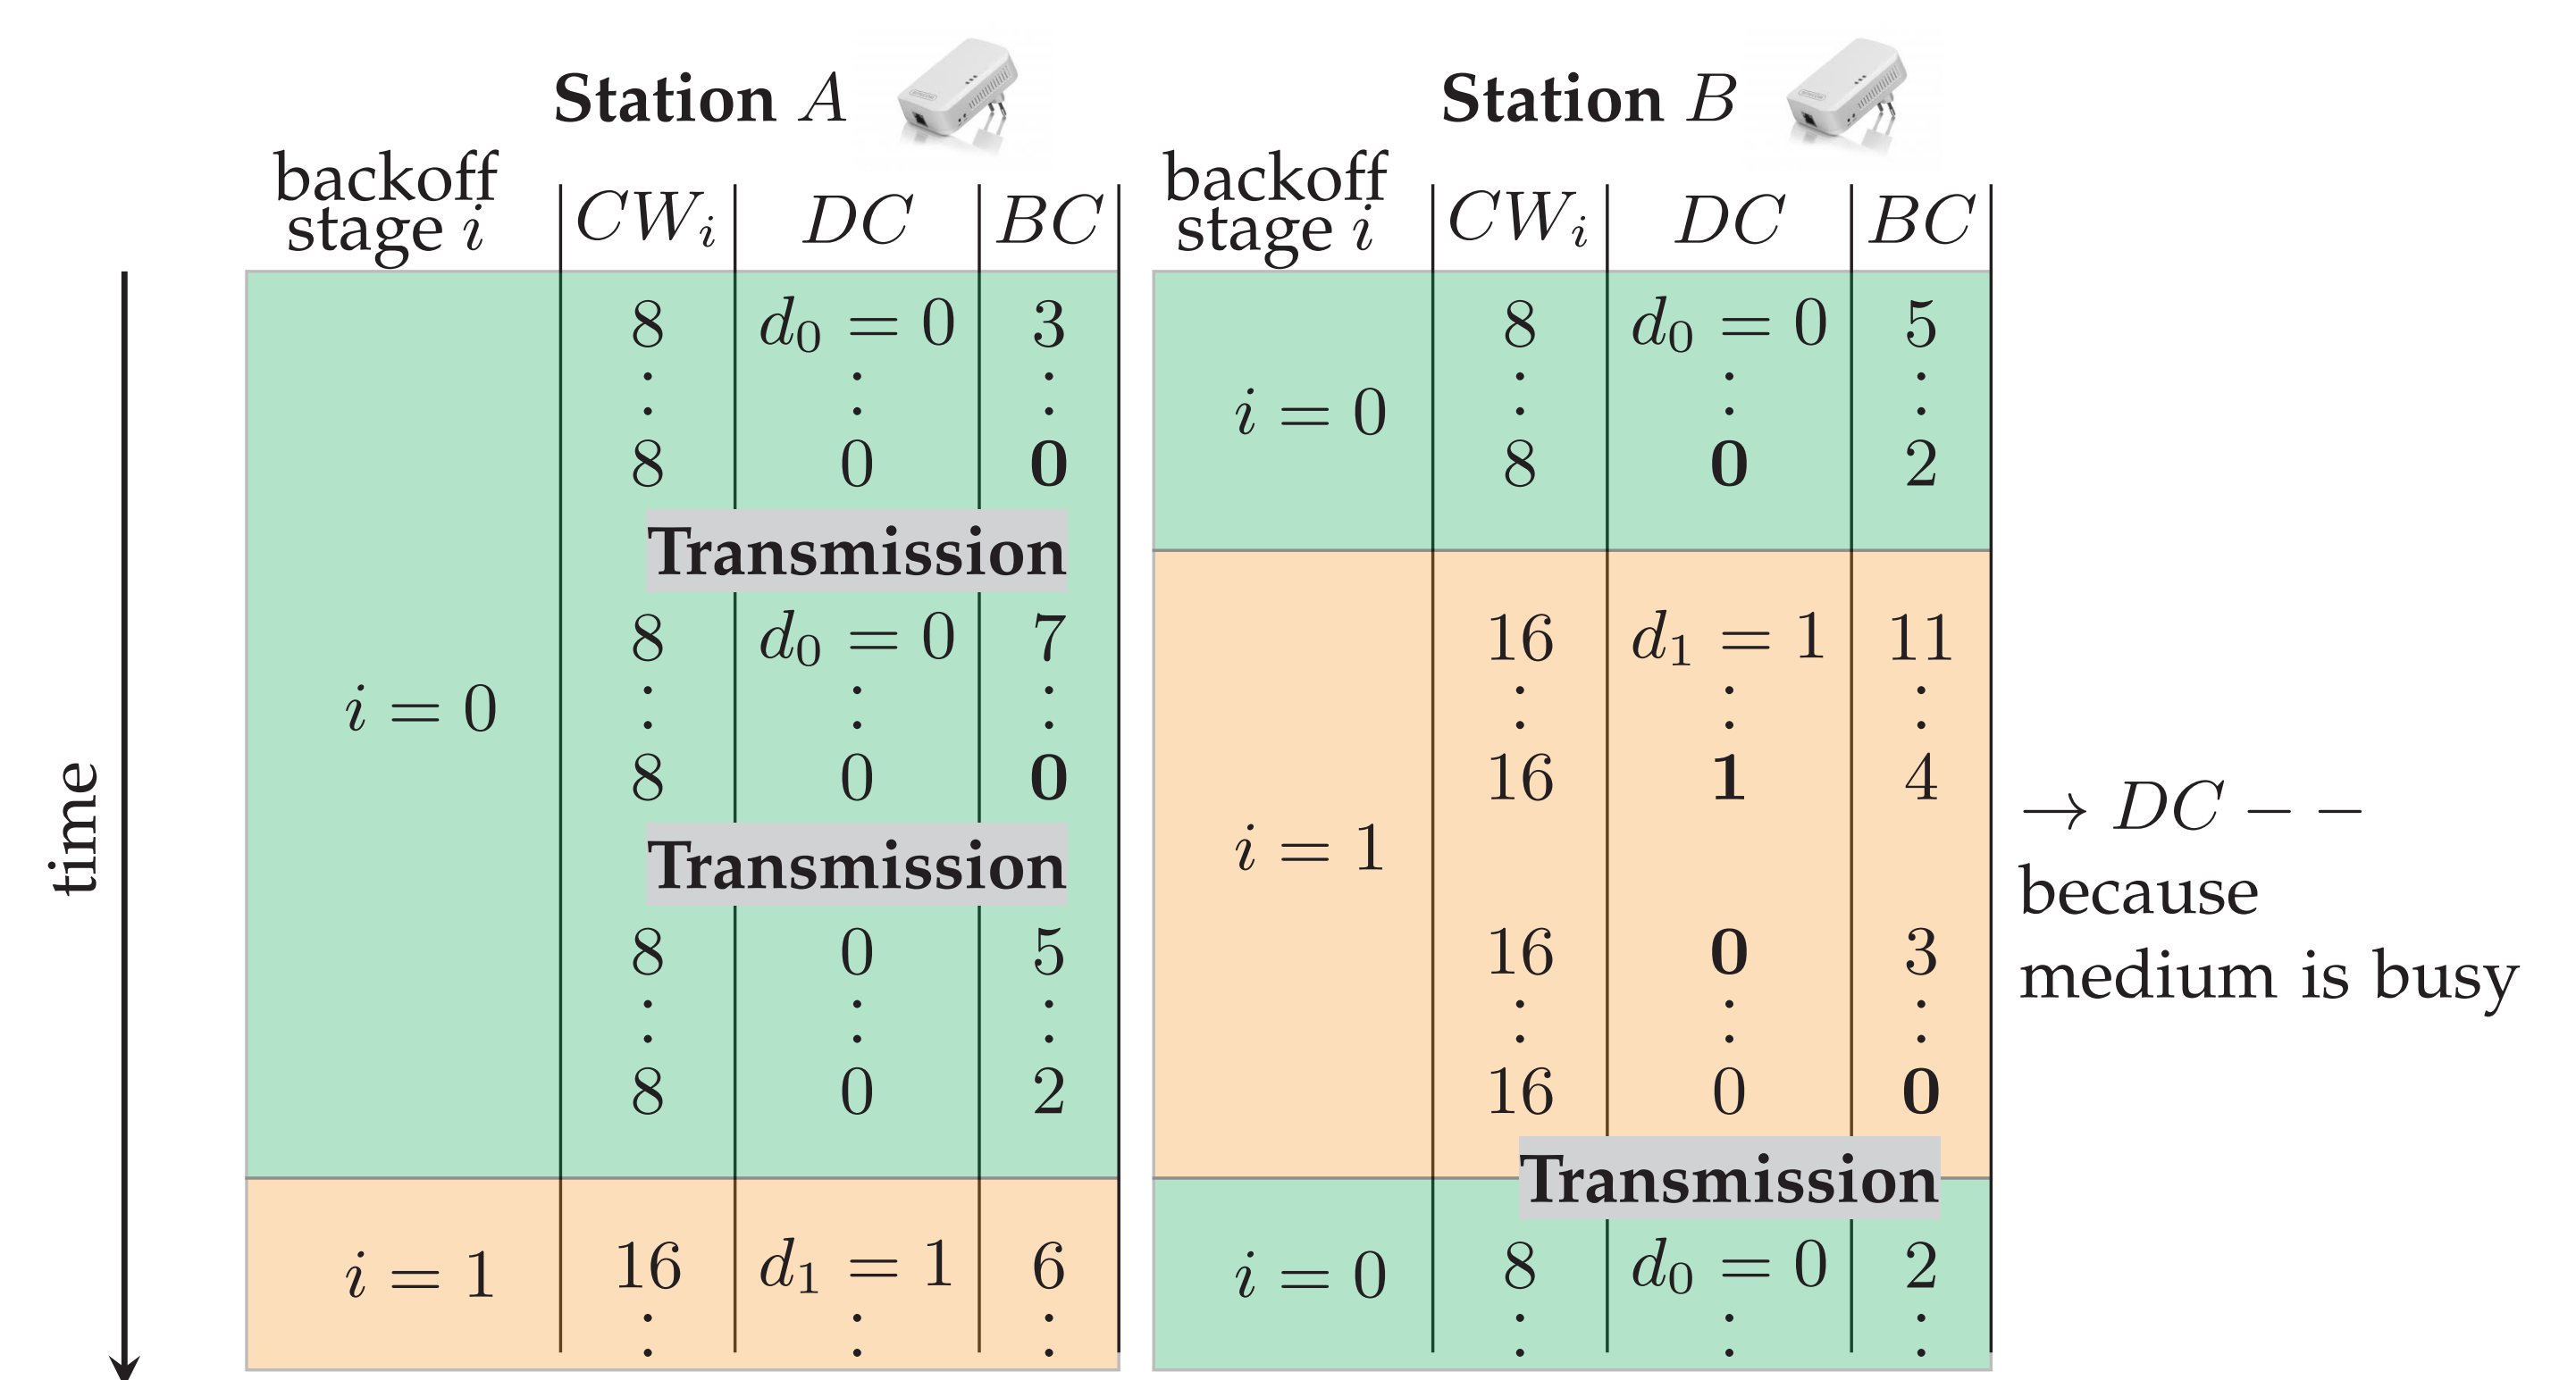 Station A
Station B
backoff stage i | CW_i | DC | BC
backoff stage i | CW_i | DC | BC
time
i = 0
8 | d_0 = 0 | 3
. | . | .
. | . | .
8 | 0 | 0
Transmission
8 | d_0 = 0 | 7
. | . | .
. | . | .
8 | 0 | 0
Transmission
8 | 0 | 5
. | . | .
. | . | .
8 | 0 | 2
i = 1
16 | d_1 = 1 | 6
. | . | .
. | . | .
i = 0
8 | d_0 = 0 | 5
. | . | .
. | . | .
8 | 0 | 2
i = 1
16 | d_1 = 1 | 11
. | . | .
. | . | .
16 | 1 | 4
16 | 0 | 3
. | . | .
. | . | .
16 | 0 | 0
Transmission
i = 0
8 | d_0 = 0 | 2
. | . | .
. | . | .
→ DC − −
because
medium is busy